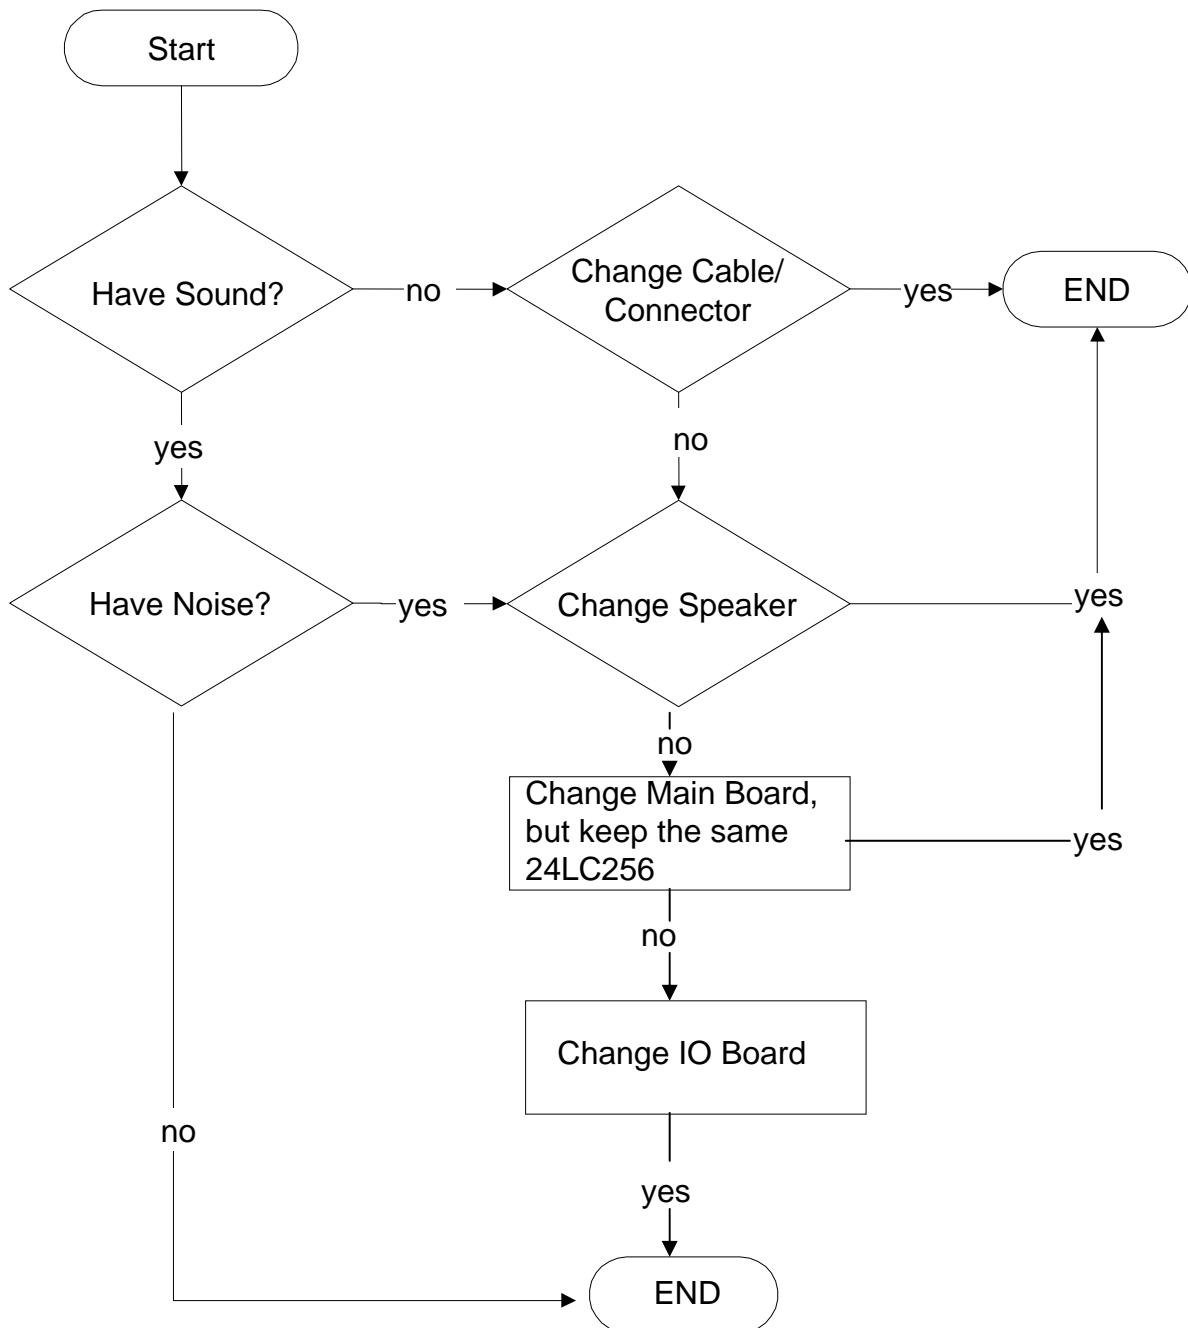 Start
Have Sound?
no
Change Cable/
Connector
yes
END
yes
no
Have Noise?
yes
Change Speaker
yes
no
Change Main Board,
but keep the same
24LC256
yes
no
Change IO Board
no
yes
END